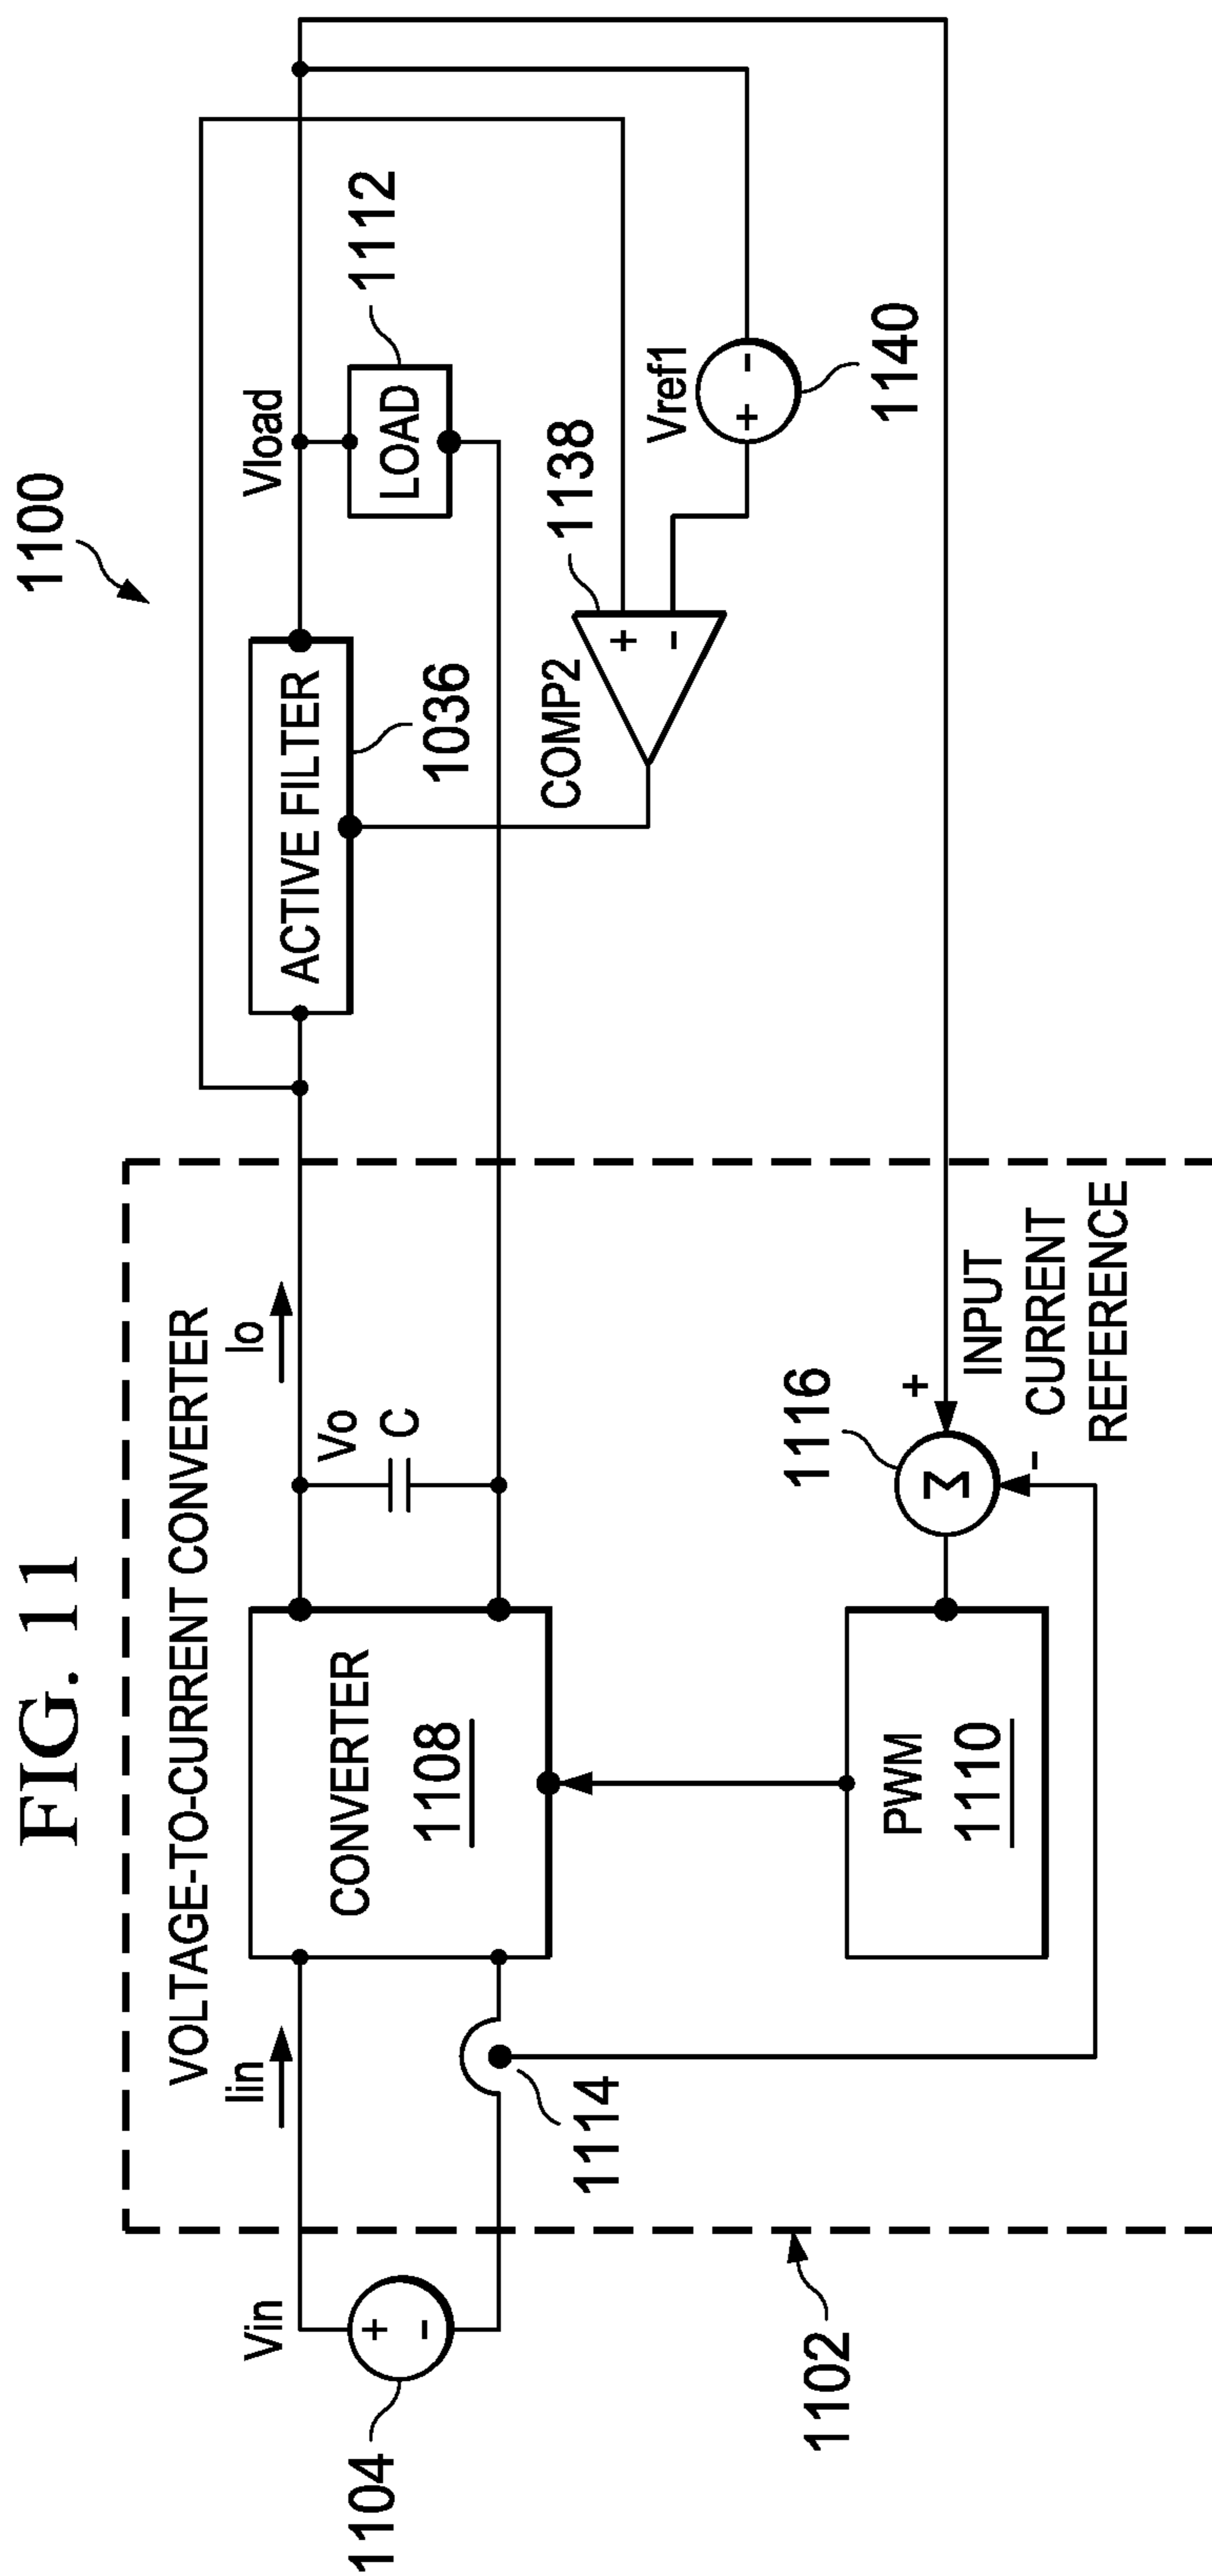 FIG. 11
1100
VOLTAGE-TO-CURRENT CONVERTER
Vin
+
-
1104
Iin
1114
CONVERTER
1108
Vo
C
Io
ACTIVE FILTER
1036
Vload
LOAD
1112
COMP2
+
-
1138
Vref1
+
-
1140
PWM
1110
Σ
1116
+
-
INPUT
CURRENT
REFERENCE
1102